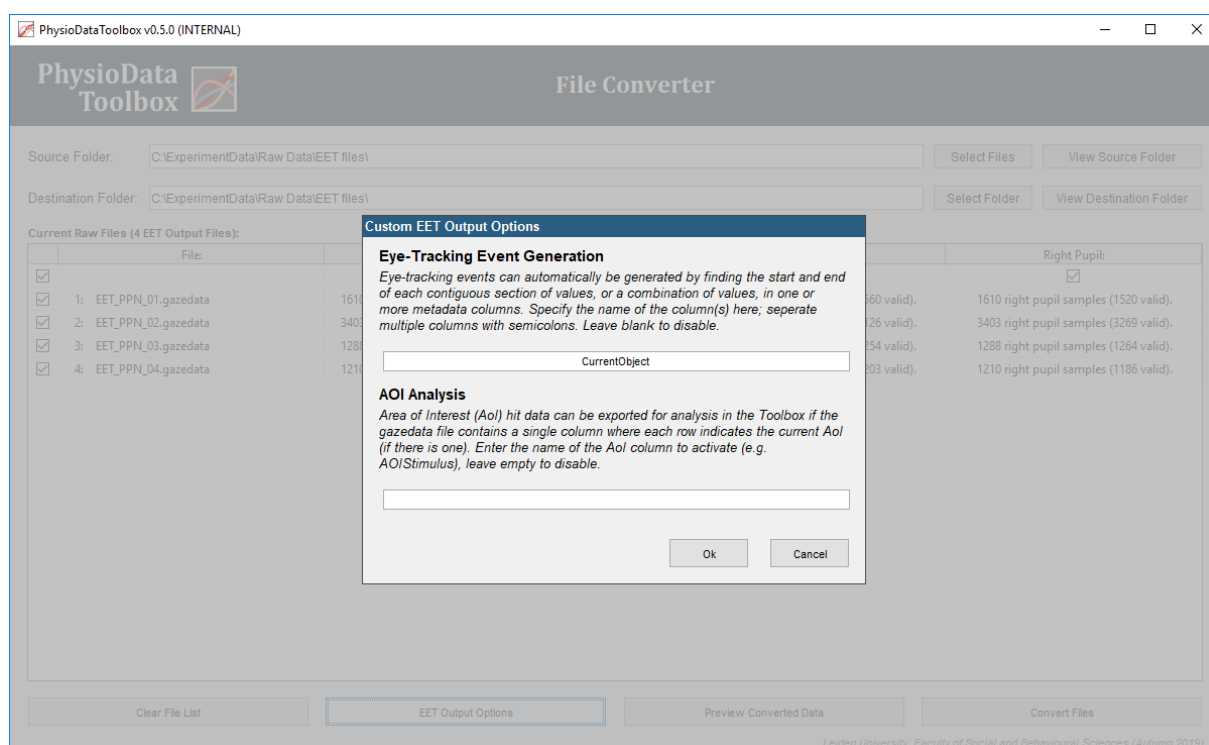 PhysioDataToolbox v0.5.0 (INTERNAL)
PhysioData
Toolbox
File Converter
Source Folder: C:\ExperimentData\Raw Data\EET files\ Select Files View Source Folder
Destination Folder: C:\ExperimentData\Raw Data\EET files\ Select Folder View Destination Folder
Current Raw Files (4 EET Output Files):
File: Right Pupil:
1: EET_PPN_01.gazedata 1610 right pupil samples (1520 valid).
2: EET_PPN_02.gazedata 3403 right pupil samples (3269 valid).
3: EET_PPN_03.gazedata 1288 right pupil samples (1264 valid).
4: EET_PPN_04.gazedata 1210 right pupil samples (1186 valid).
Custom EET Output Options
Eye-Tracking Event Generation
Eye-tracking events can automatically be generated by finding the start and end
of each contiguous section of values, or a combination of values, in one or
more metadata columns. Specify the name of the column(s) here; seperate
multiple columns with semicolons. Leave blank to disable.
CurrentObject
AOI Analysis
Area of Interest (AoI) hit data can be exported for analysis in the Toolbox if the
gazedata file contains a single column where each row indicates the current AoI
(if there is one). Enter the name of the AoI column to activate (e.g.
AOIStimulus), leave empty to disable.
Ok Cancel
Clear File List EET Output Options Preview Converted Data Convert Files
Leiden University, Faculty of Social and Behavioural Sciences (Autumn 2019)